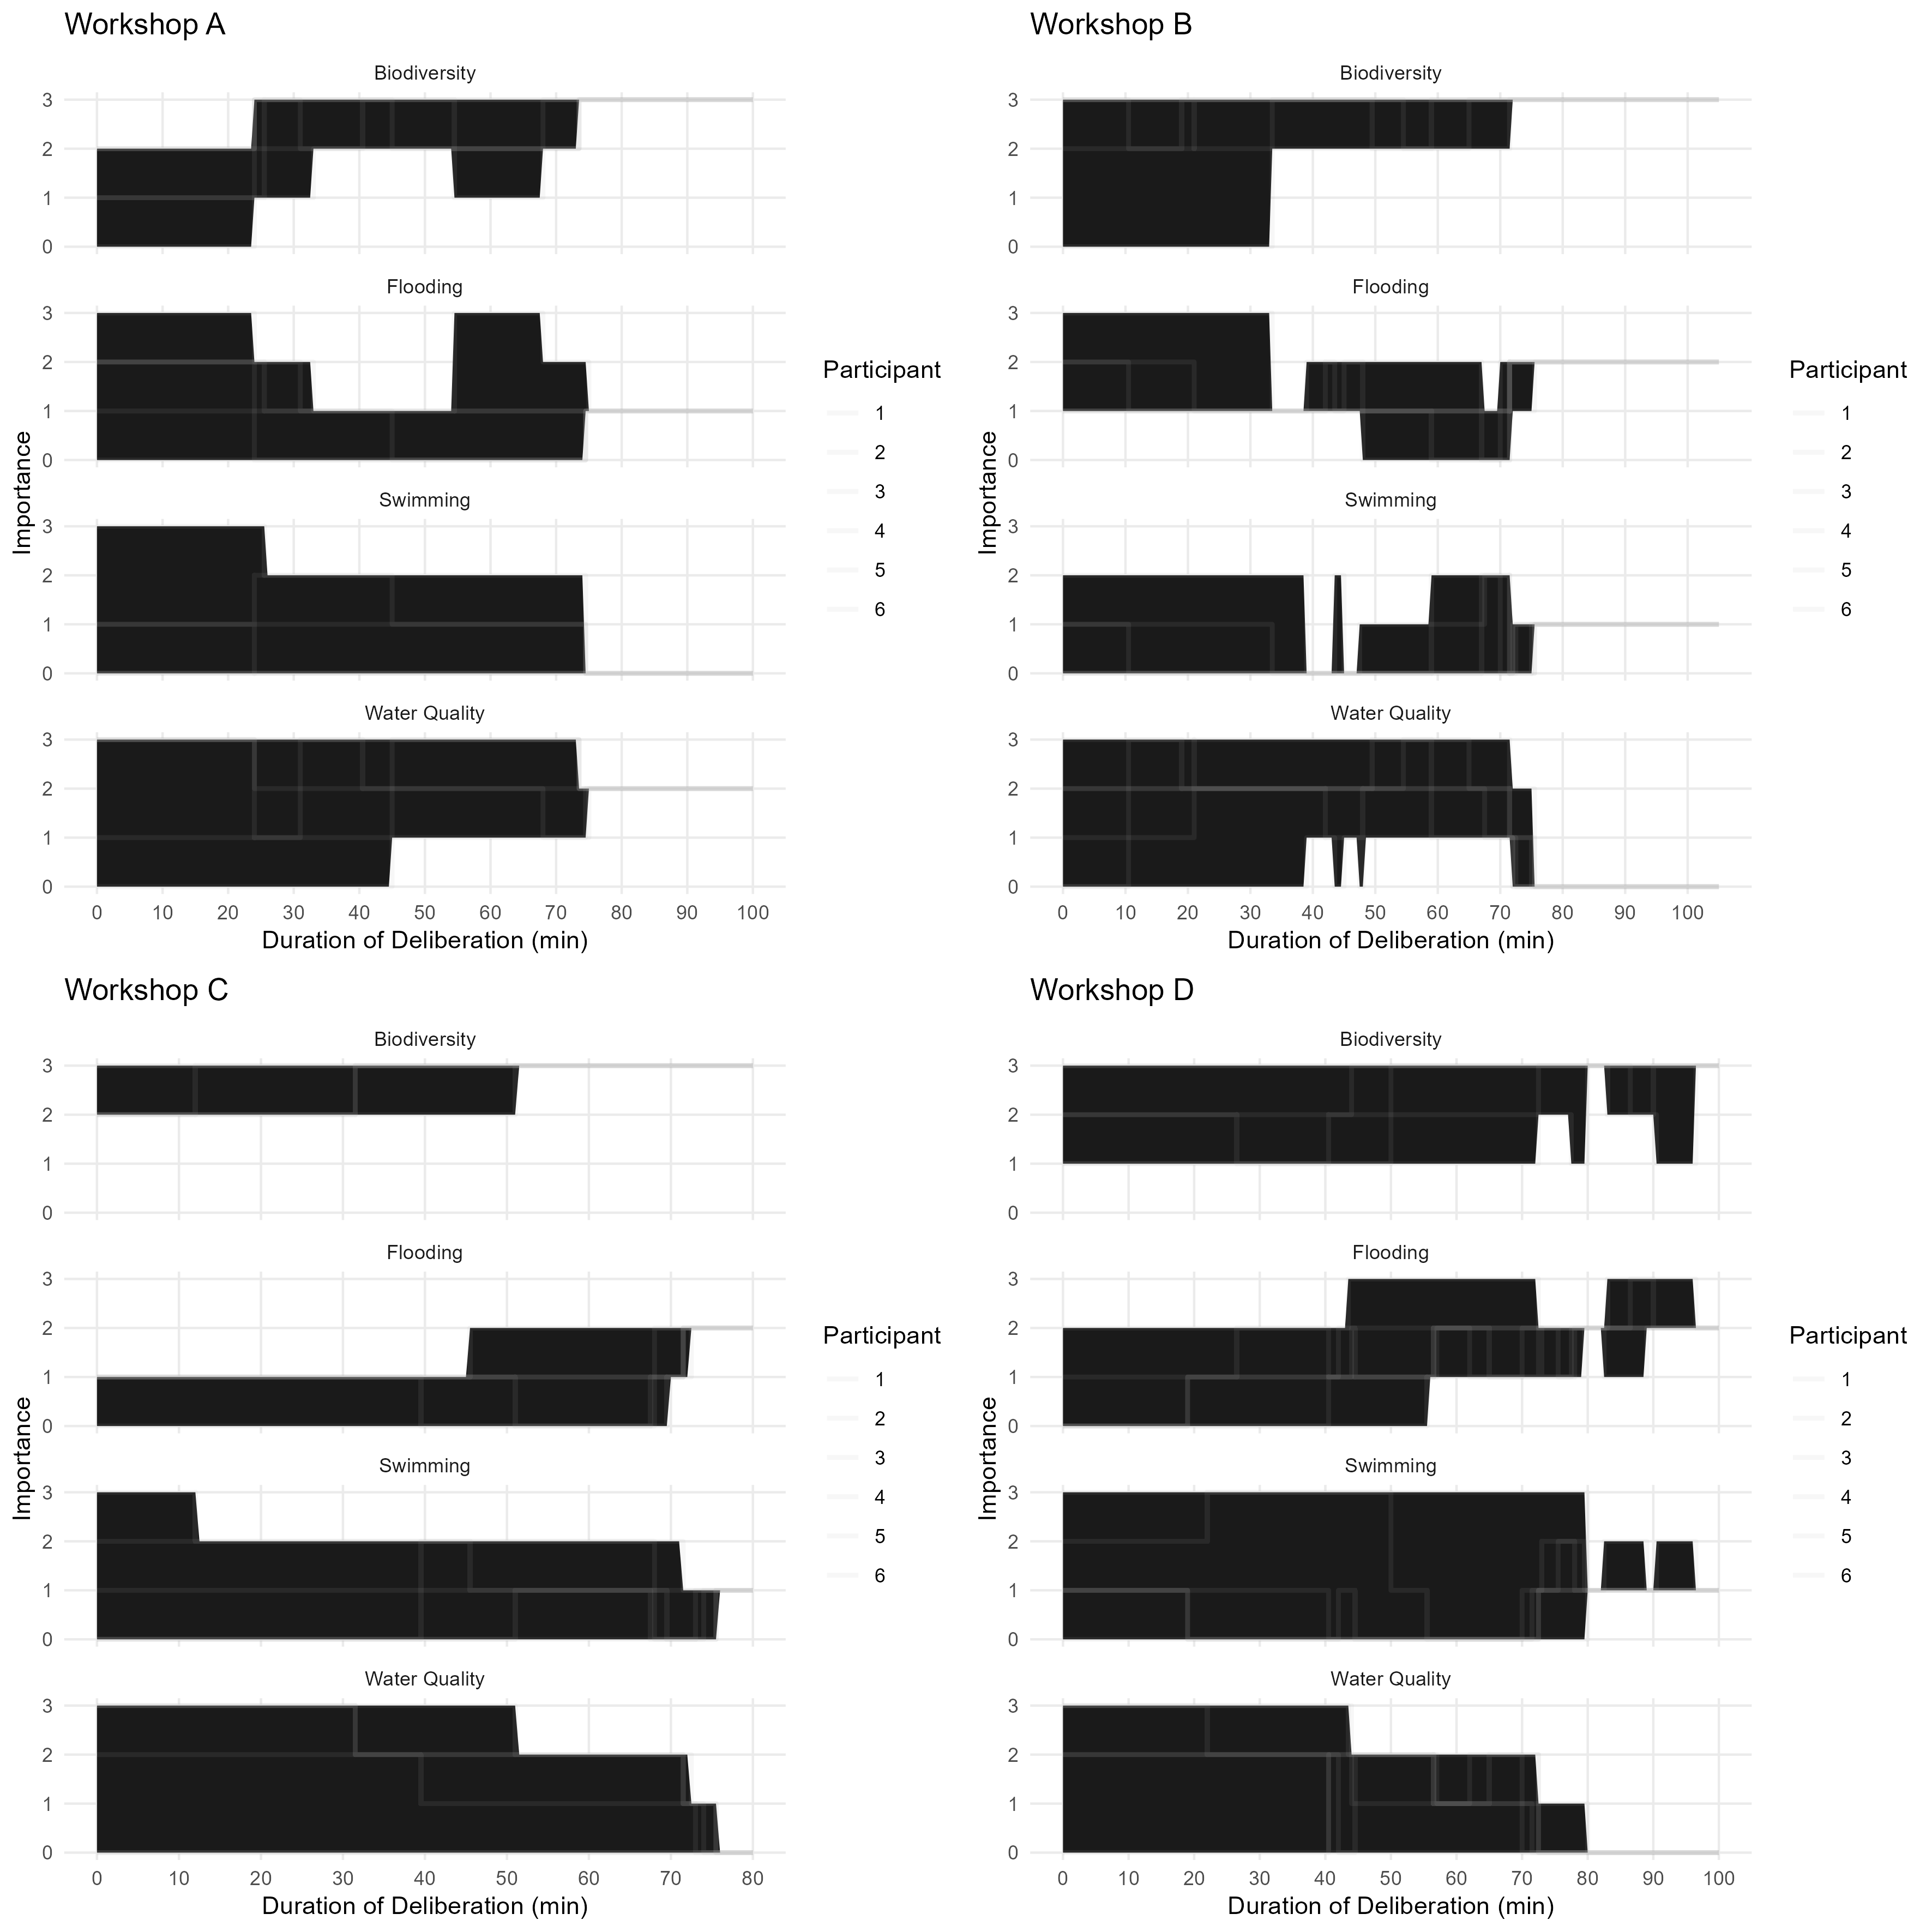 Workshop A
Biodiversity
3
2
1
0
Flooding
3
2
1
0
Swimming
3
2
1
0
Water Quality
3
2
1
0
0 10 20 30 40 50 60 70 80 90 100
Duration of Deliberation (min)
Importance
Participant
1
2
3
4
5
6
Workshop B
Biodiversity
3
2
1
0
Flooding
3
2
1
0
Swimming
3
2
1
0
Water Quality
3
2
1
0
0 10 20 30 40 50 60 70 80 90 100
Duration of Deliberation (min)
Importance
Participant
1
2
3
4
5
6
Workshop C
Biodiversity
3
2
1
0
Flooding
3
2
1
0
Swimming
3
2
1
0
Water Quality
3
2
1
0
0 10 20 30 40 50 60 70 80
Duration of Deliberation (min)
Importance
Participant
1
2
3
4
5
6
Workshop D
Biodiversity
3
2
1
0
Flooding
3
2
1
0
Swimming
3
2
1
0
Water Quality
3
2
1
0
0 10 20 30 40 50 60 70 80 90 100
Duration of Deliberation (min)
Importance
Participant
1
2
3
4
5
6